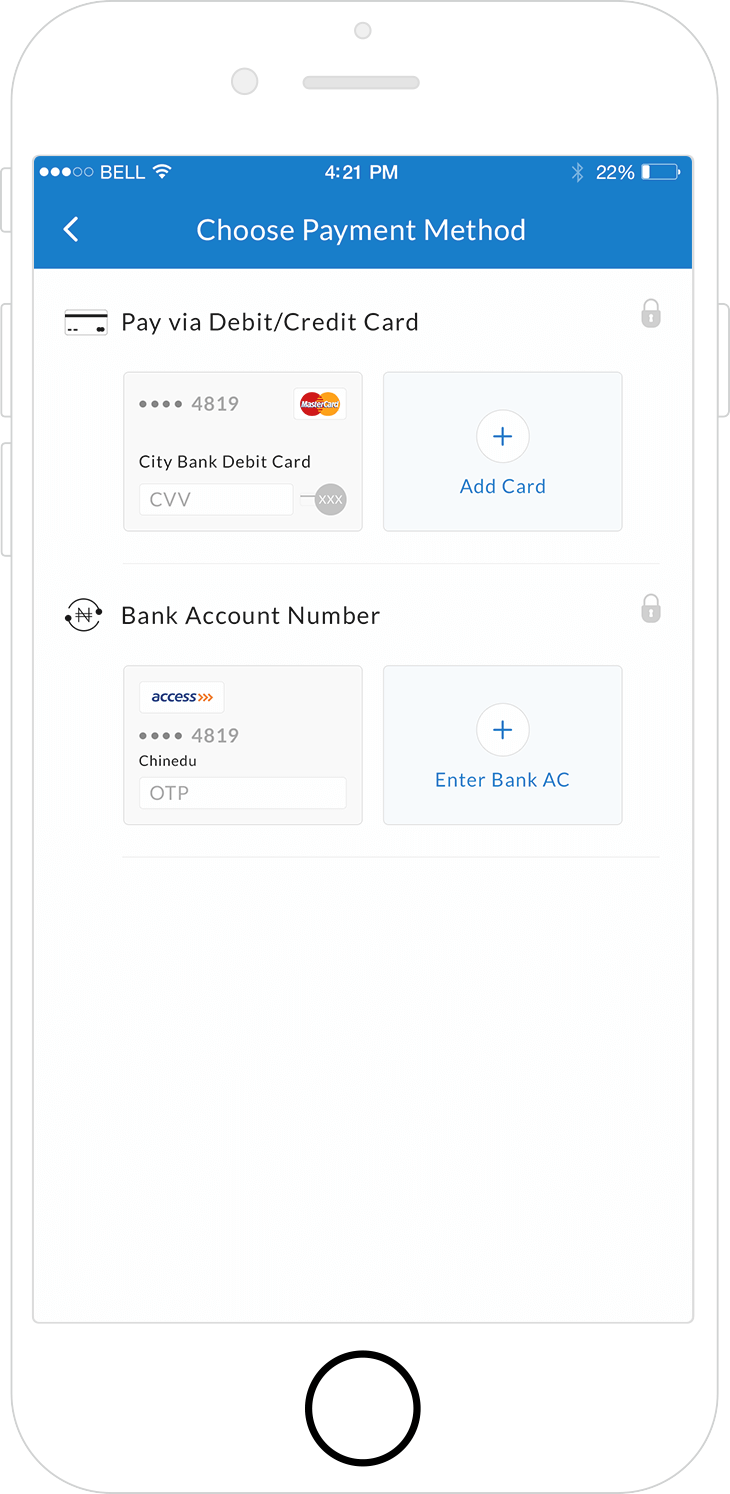 BELL 4:21 PM 22%
Choose Payment Method
Pay via Debit/Credit Card
•••• 4819 MasterCard
City Bank Debit Card
CVV XXX
Add Card
Bank Account Number
access
•••• 4819
Chinedu
OTP
Enter Bank AC